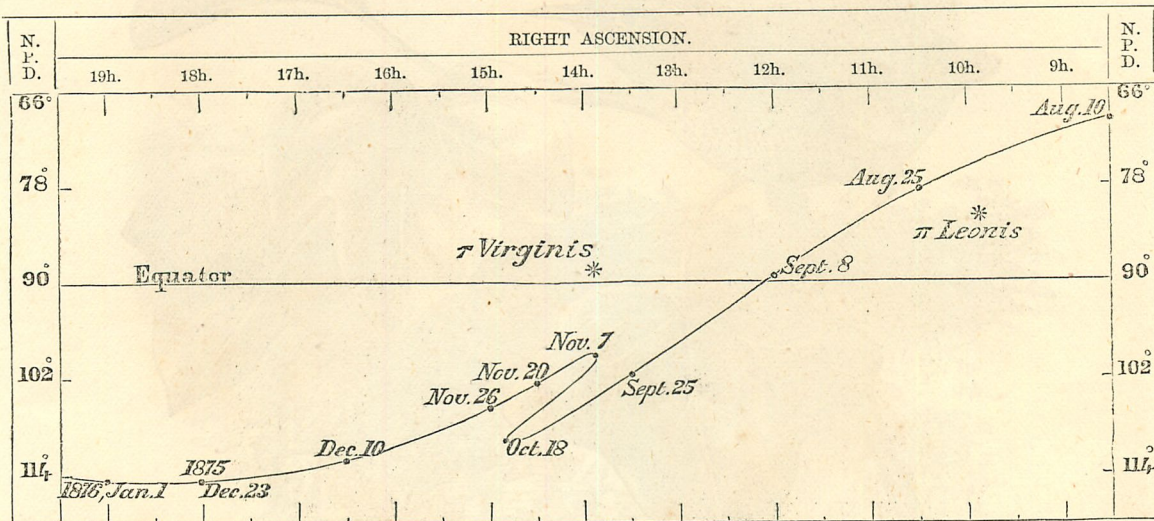 RIGHT ASCENSION.
N.
P.
D.
N.
P.
D.
19h. 18h. 17h. 16h. 15h. 14h. 13h. 12h. 11h. 10h. 9h.
66° 66°
Aug. 10
78° 78°
Aug. 25
π Leonis
τ Virginis
Sept. 8
90° Equator 90°
Nov. 7
102° 102°
Nov. 20
Sept. 25
Nov. 26
Dec. 10
Oct. 18
114° 114°
1875
1876, Jan. 1 Dec. 23